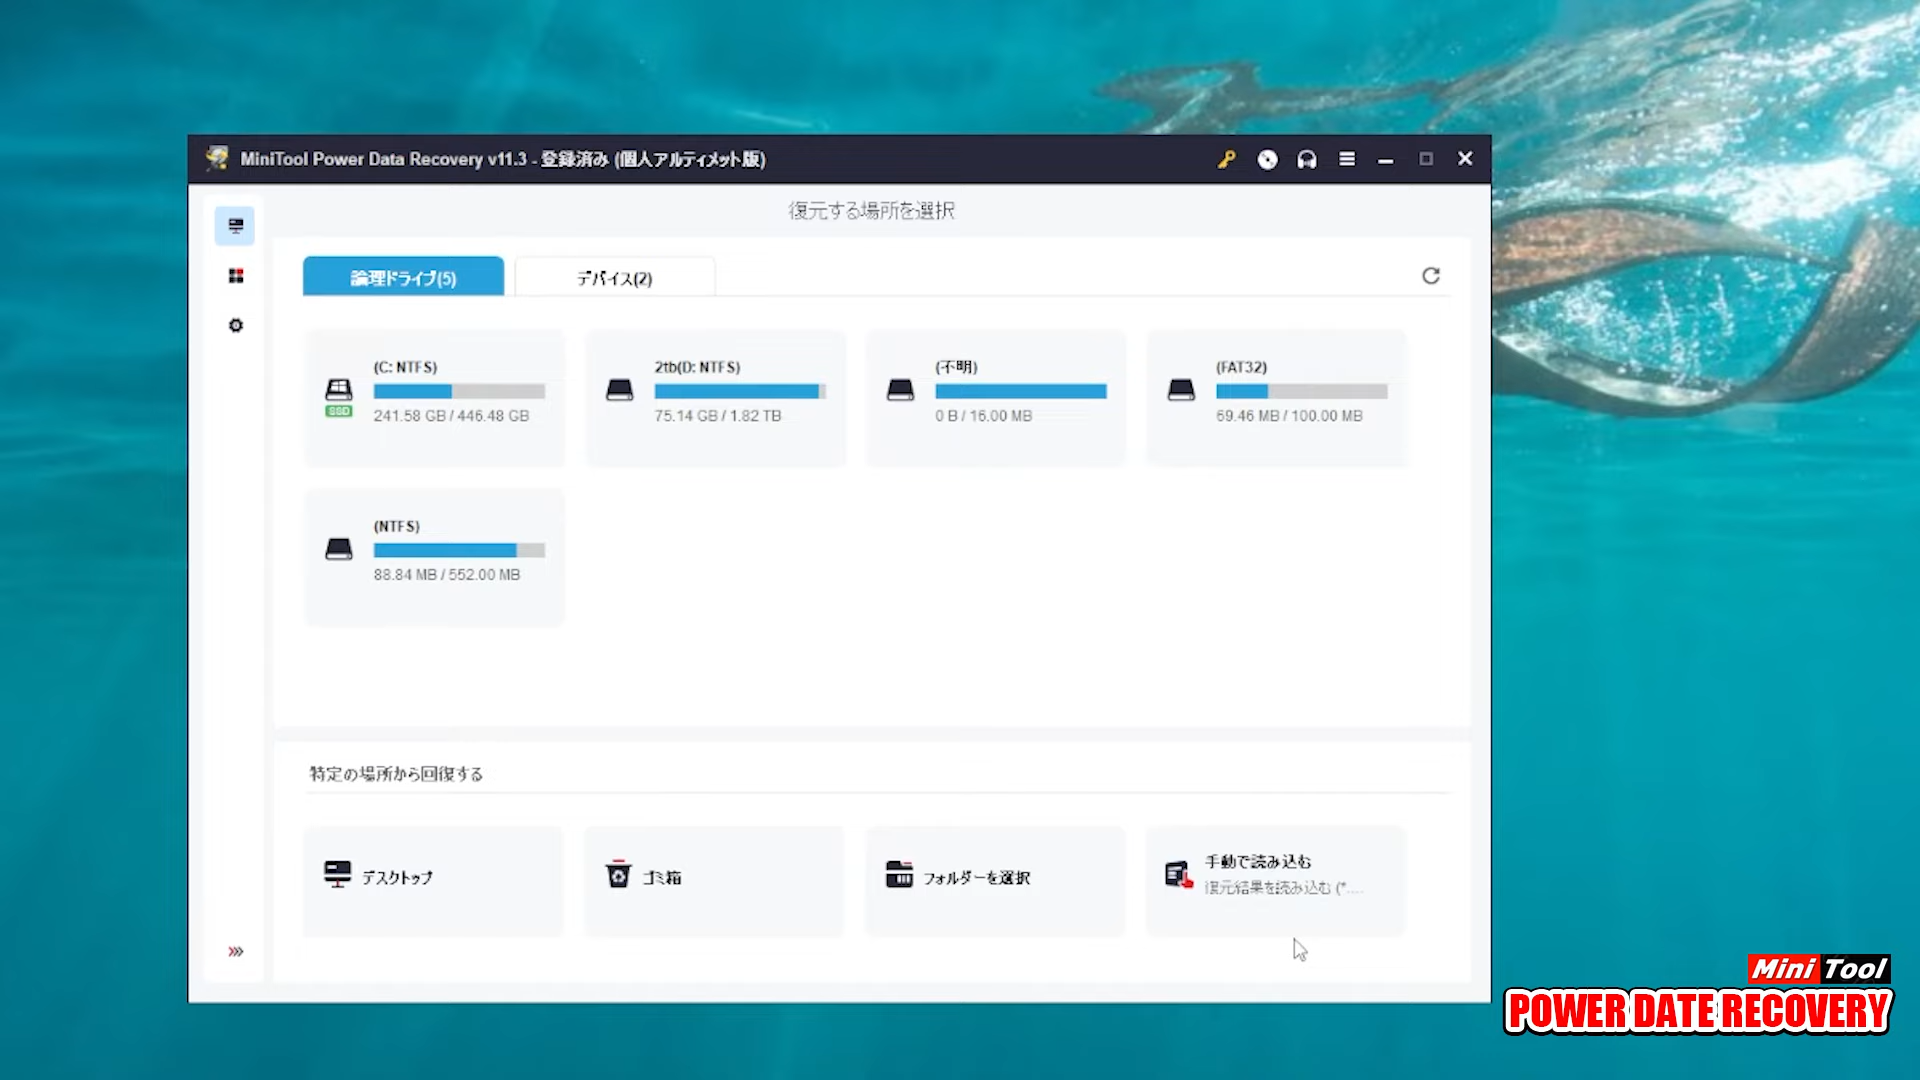 MiniTool Power Data Recovery v11.3 - 登録済み (個人アルティメット版)
復元する場所を選択
論理ドライブ(5)
デバイス(2)
(C: NTFS)
SSD
241.58 GB / 446.48 GB
2tb(D: NTFS)
75.14 GB / 1.82 TB
(不明)
0 B / 16.00 MB
(FAT32)
69.46 MB / 100.00 MB
(NTFS)
88.84 MB / 552.00 MB
特定の場所から回復する
デスクトップ
ゴミ箱
フォルダーを選択
手動で読み込む
復元結果を読み込む (*....
Mini Tool
POWER DATE RECOVERY